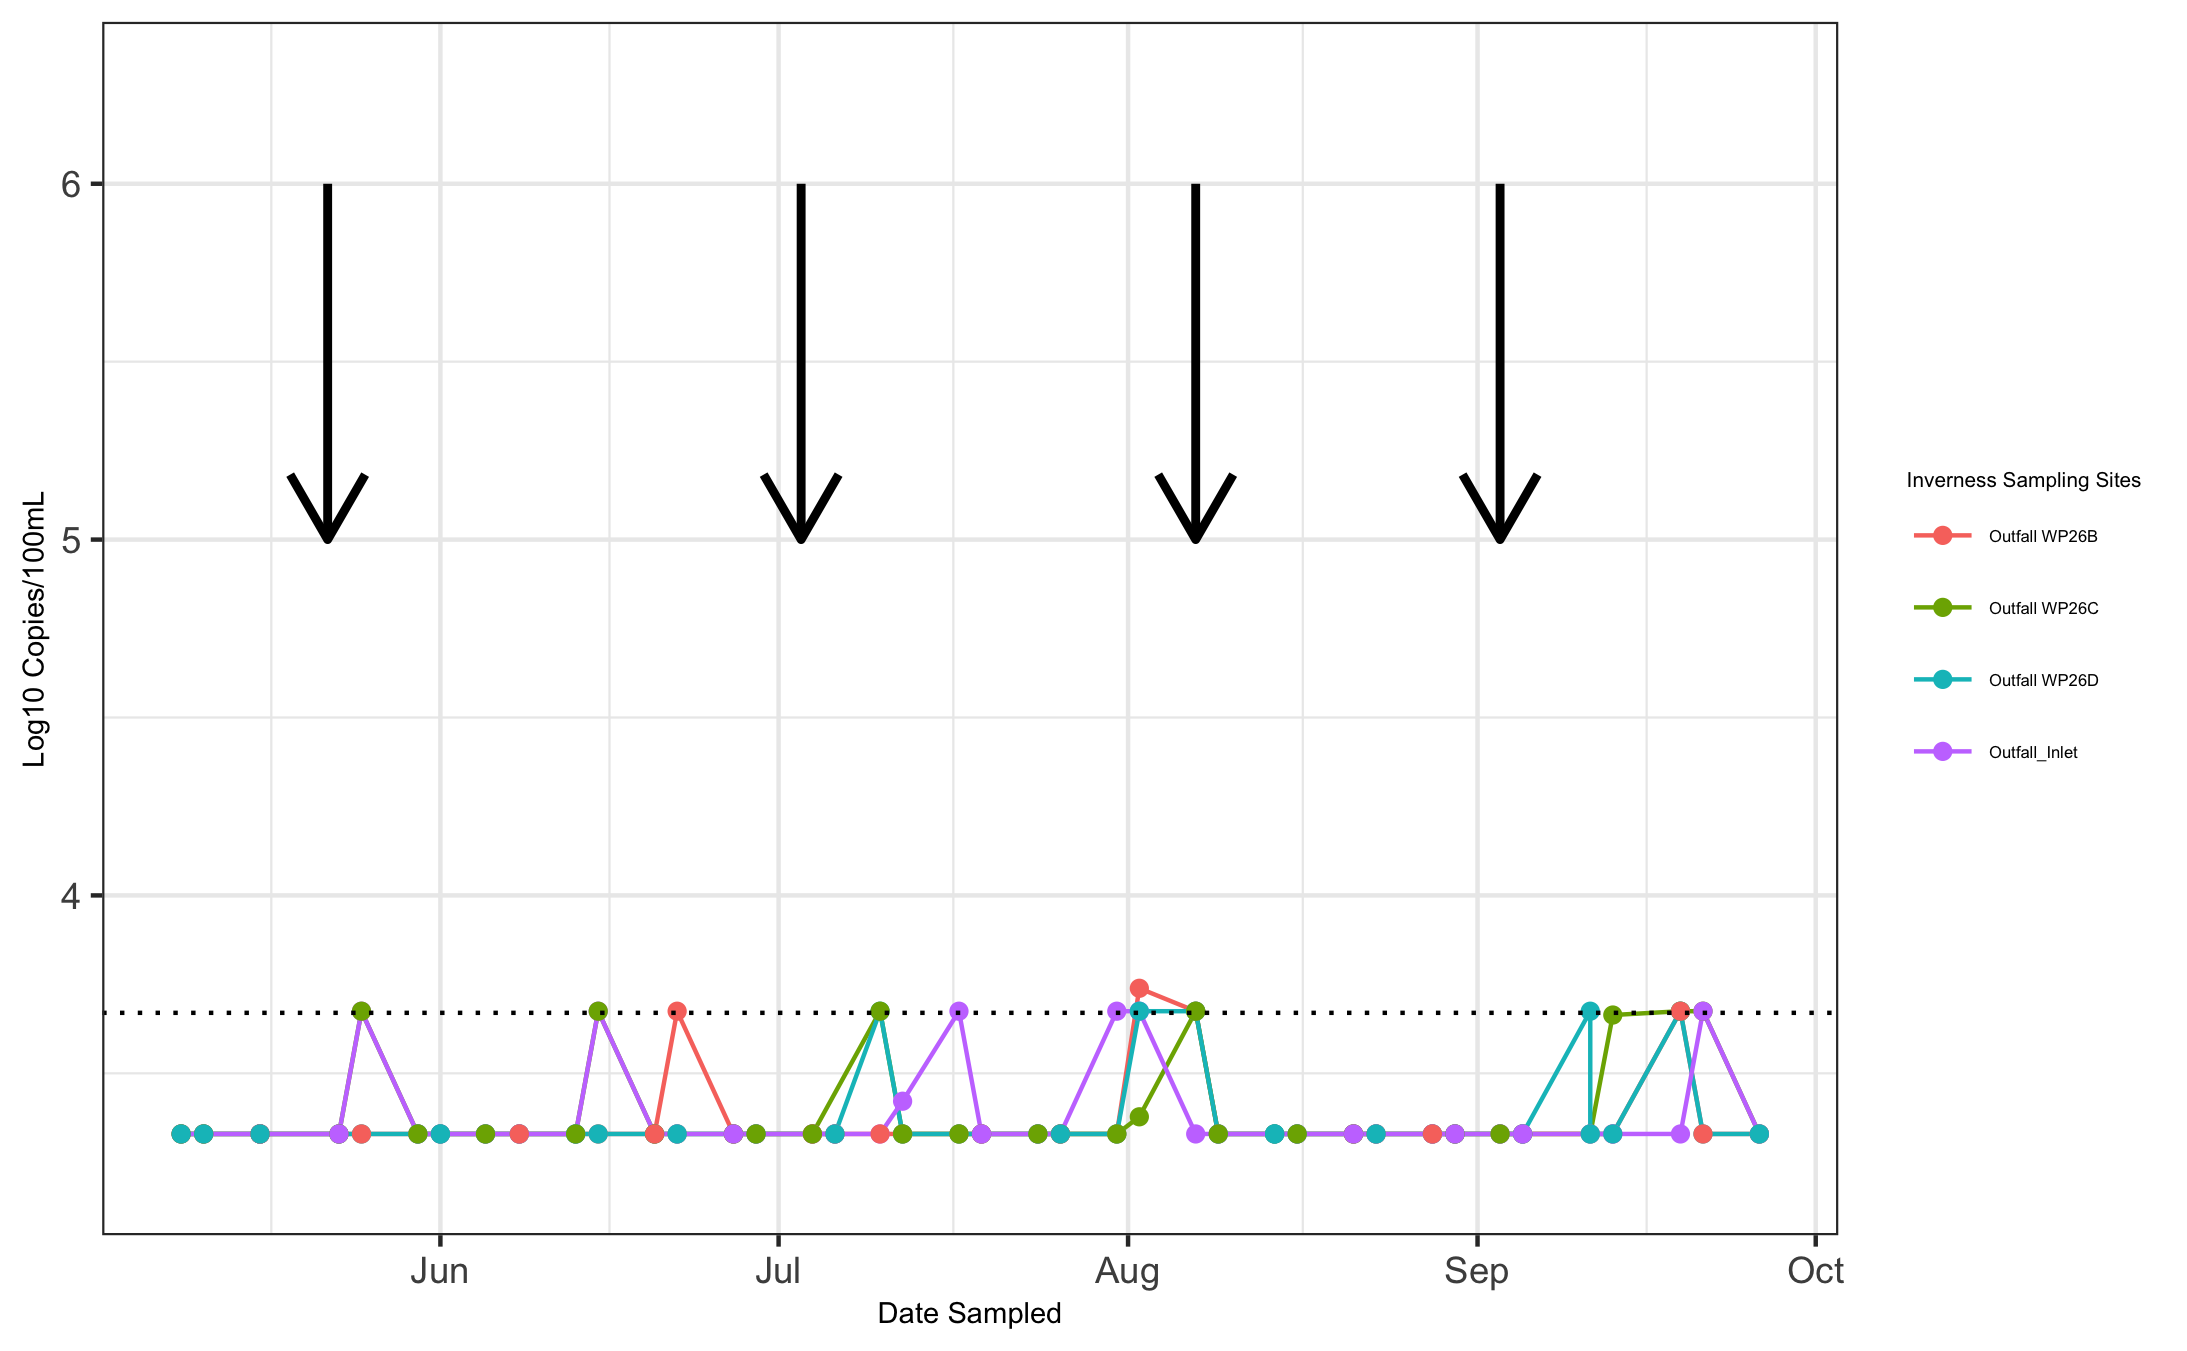 6
5
4
Log10 Copies/100mL
Jun
Jul
Aug
Sep
Oct
Date Sampled
Inverness Sampling Sites
Outfall WP26B
Outfall WP26C
Outfall WP26D
Outfall_Inlet